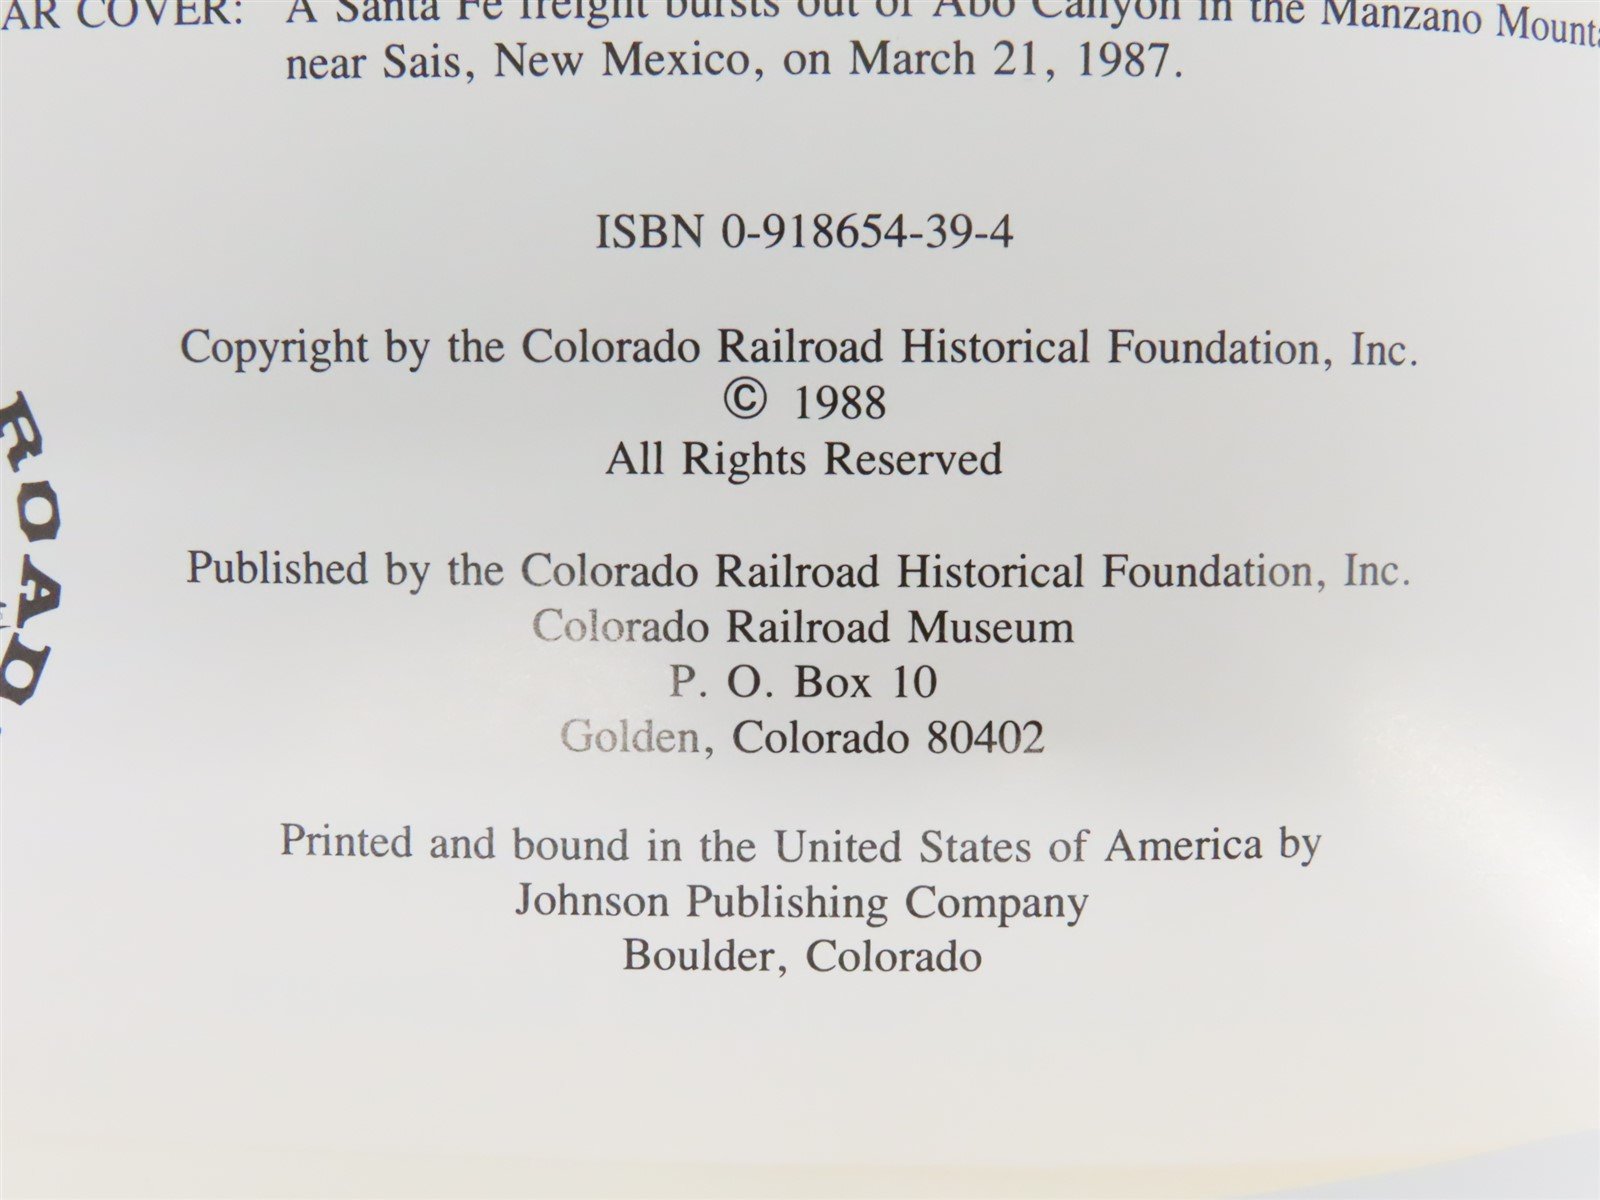 AR COVER: A Santa Fe freight bursts out of Abo Canyon in the Manzano
near Sais, New Mexico, on March 21, 1987.
ISBN 0-918654-39-4
Copyright by the Colorado Railroad Historical Foundation, Inc.
© 1988
All Rights Reserved
Published by the Colorado Railroad Historical Foundation, Inc.
Colorado Railroad Museum
P. O. Box 10
Golden, Colorado 80402
Printed and bound in the United States of America by
Johnson Publishing Company
Boulder, Colorado
ROAD